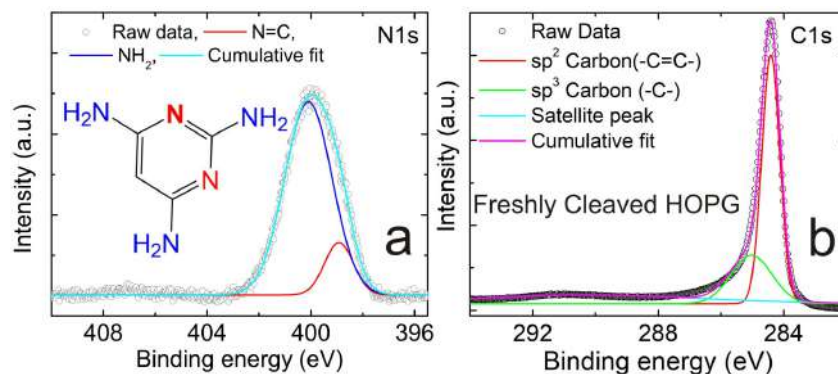 Raw data, N=C, N1s
NH₂, Cumulative fit
H₂N N NH₂
N
H₂N
a
Intensity (a.u.)
408 404 400 396
Binding energy (eV)
Raw Data C1s
sp² Carbon(-C=C-)
sp³ Carbon (-C-)
Satellite peak
Cumulative fit
Freshly Cleaved HOPG
b
Intensity (a.u.)
292 288 284
Binding energy (eV)